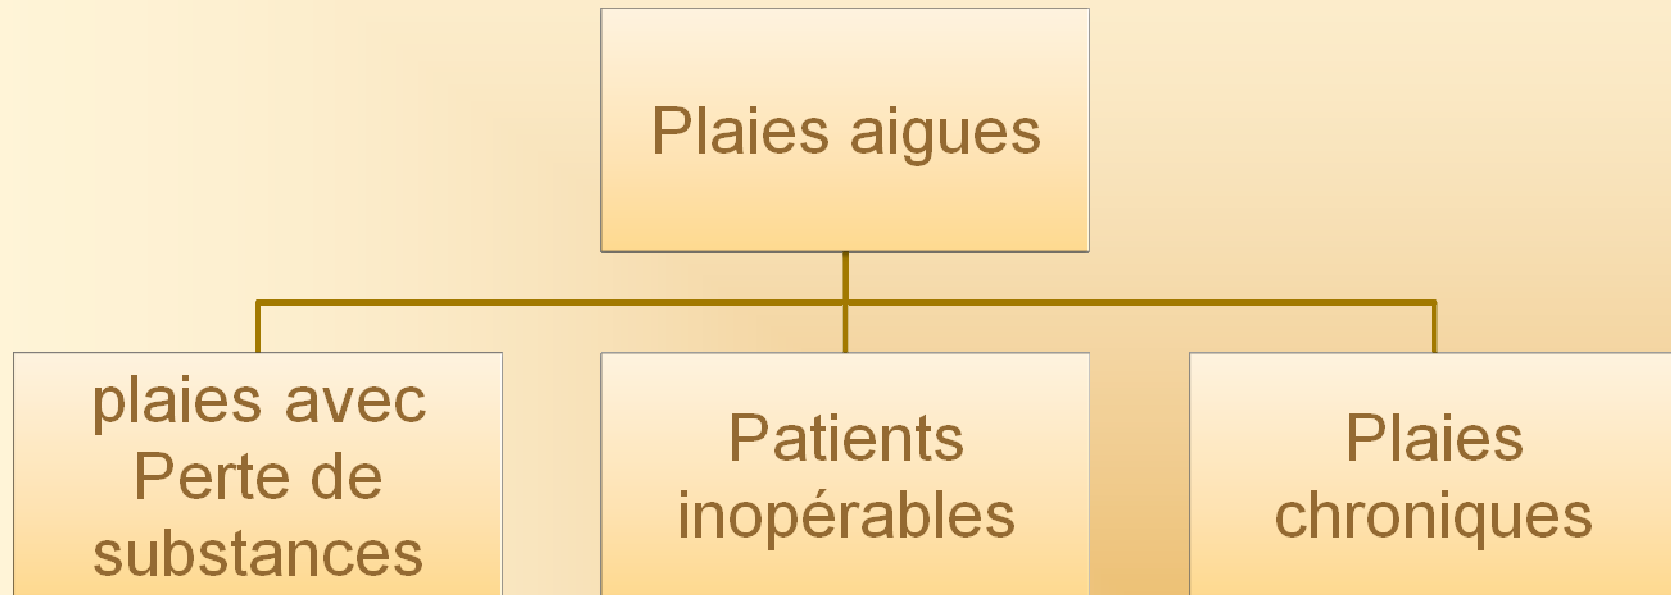 Plaies aigues
plaies avec
Perte de
substances
Patients
inopérables
Plaies
chroniques